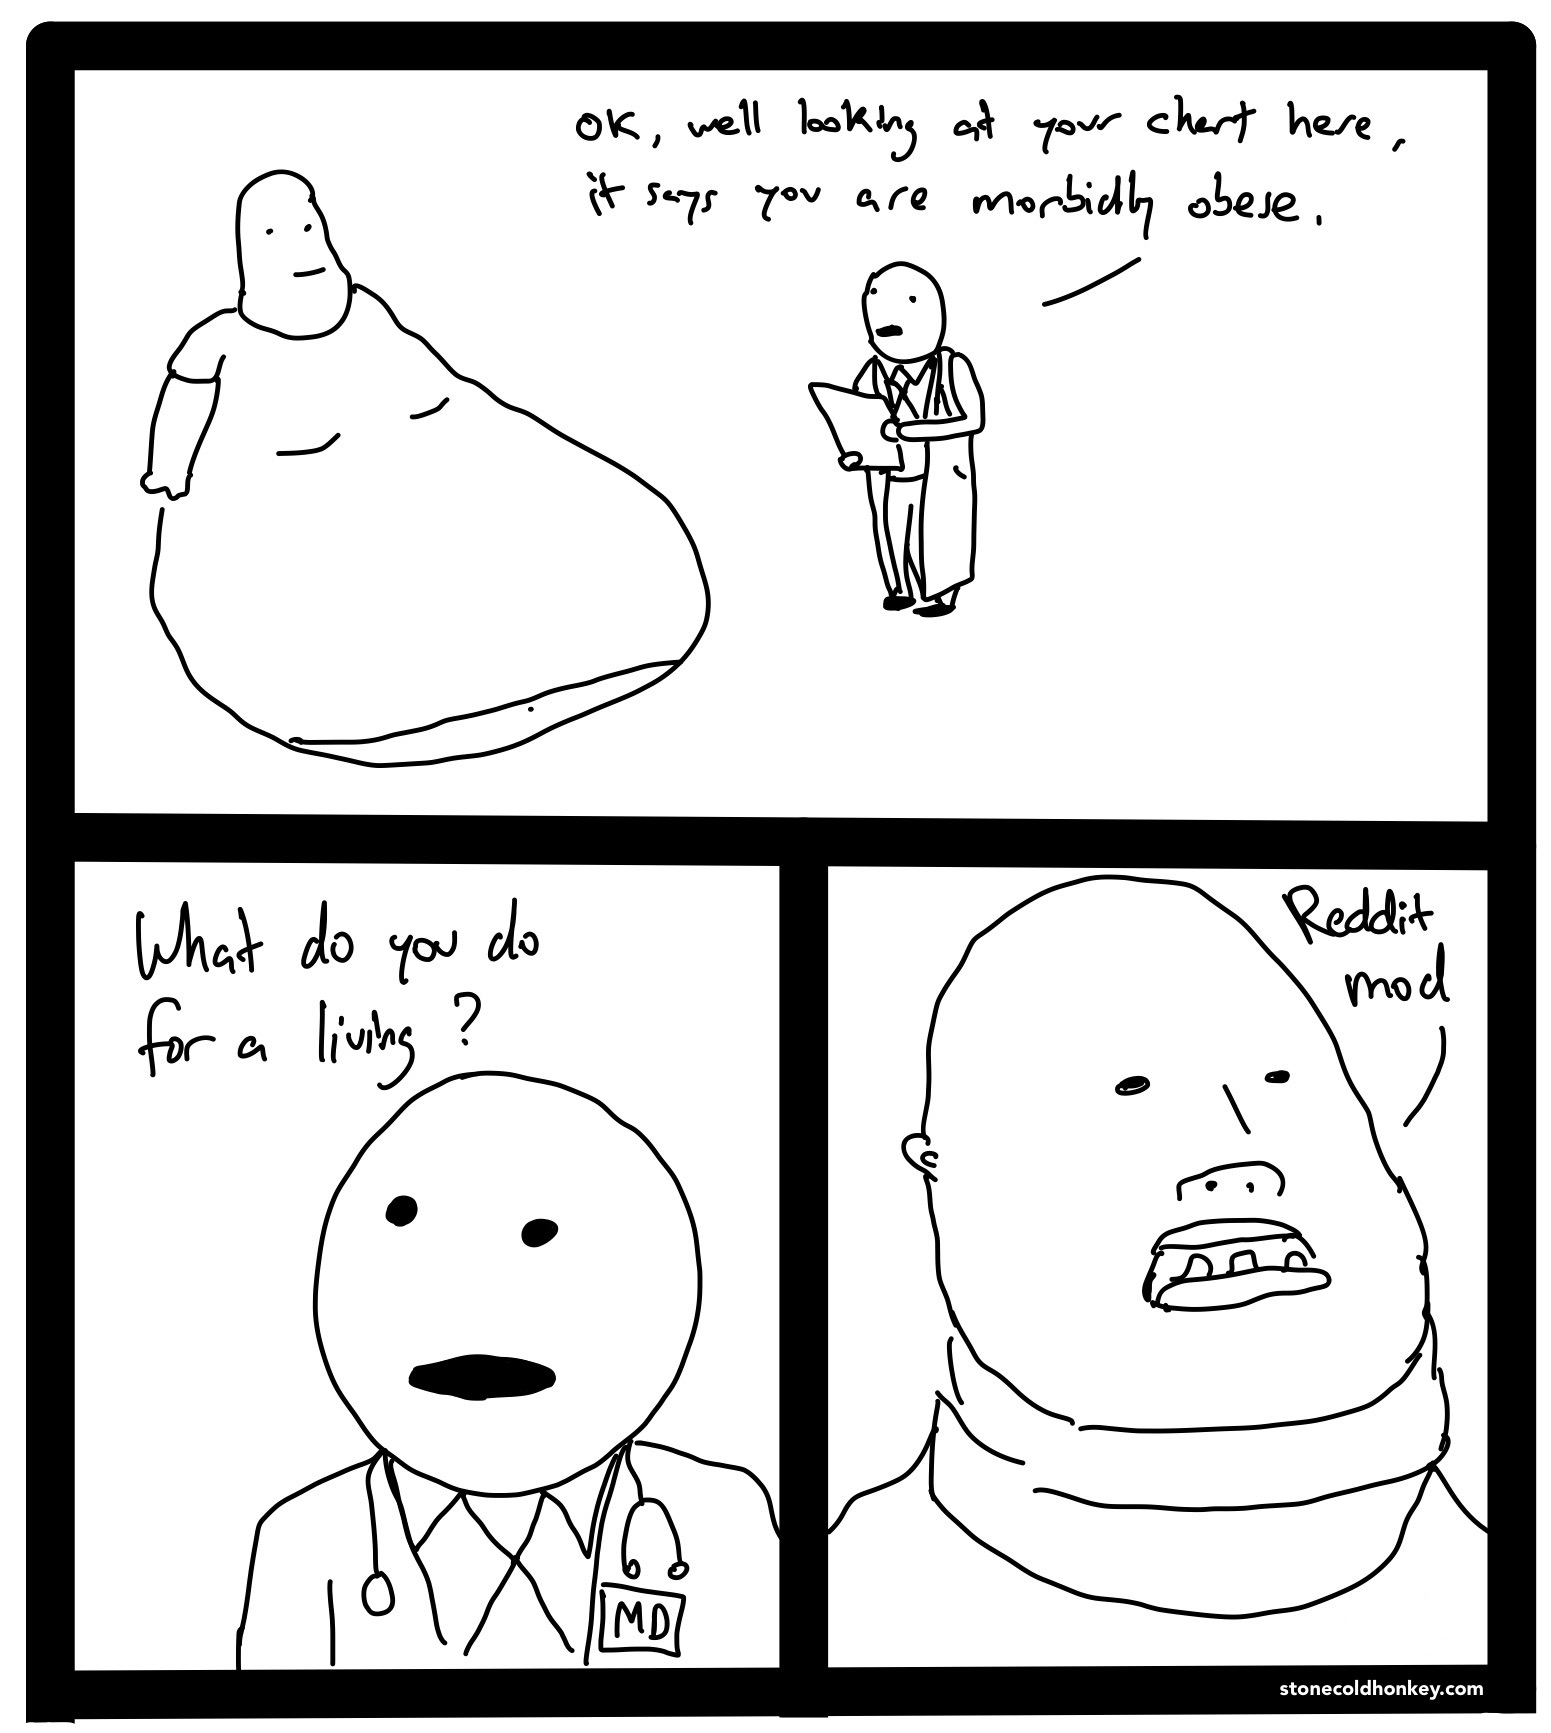 OK, well looking at your chart here,
it says you are morbidly obese.
What do you do
for a living?
MD
Reddit
mod
stonecoldhonkey.com